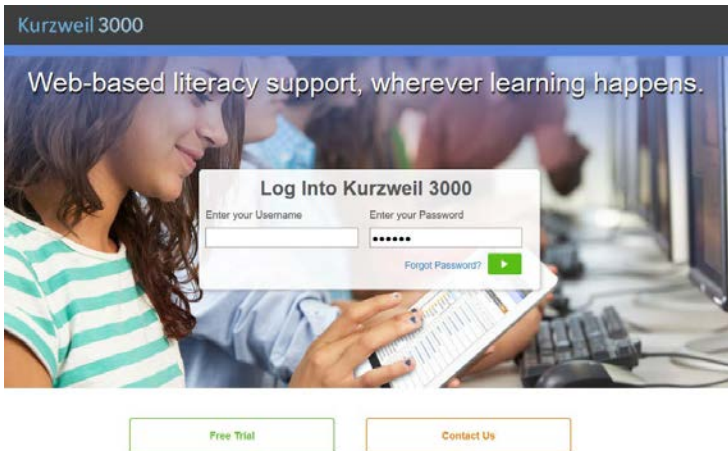 Kurzweil 3000
Web-based literacy support, wherever learning happens.
Log Into Kurzweil 3000
Enter your Username Enter your Password
••••••
Forgot Password?
Free Trial Contact Us